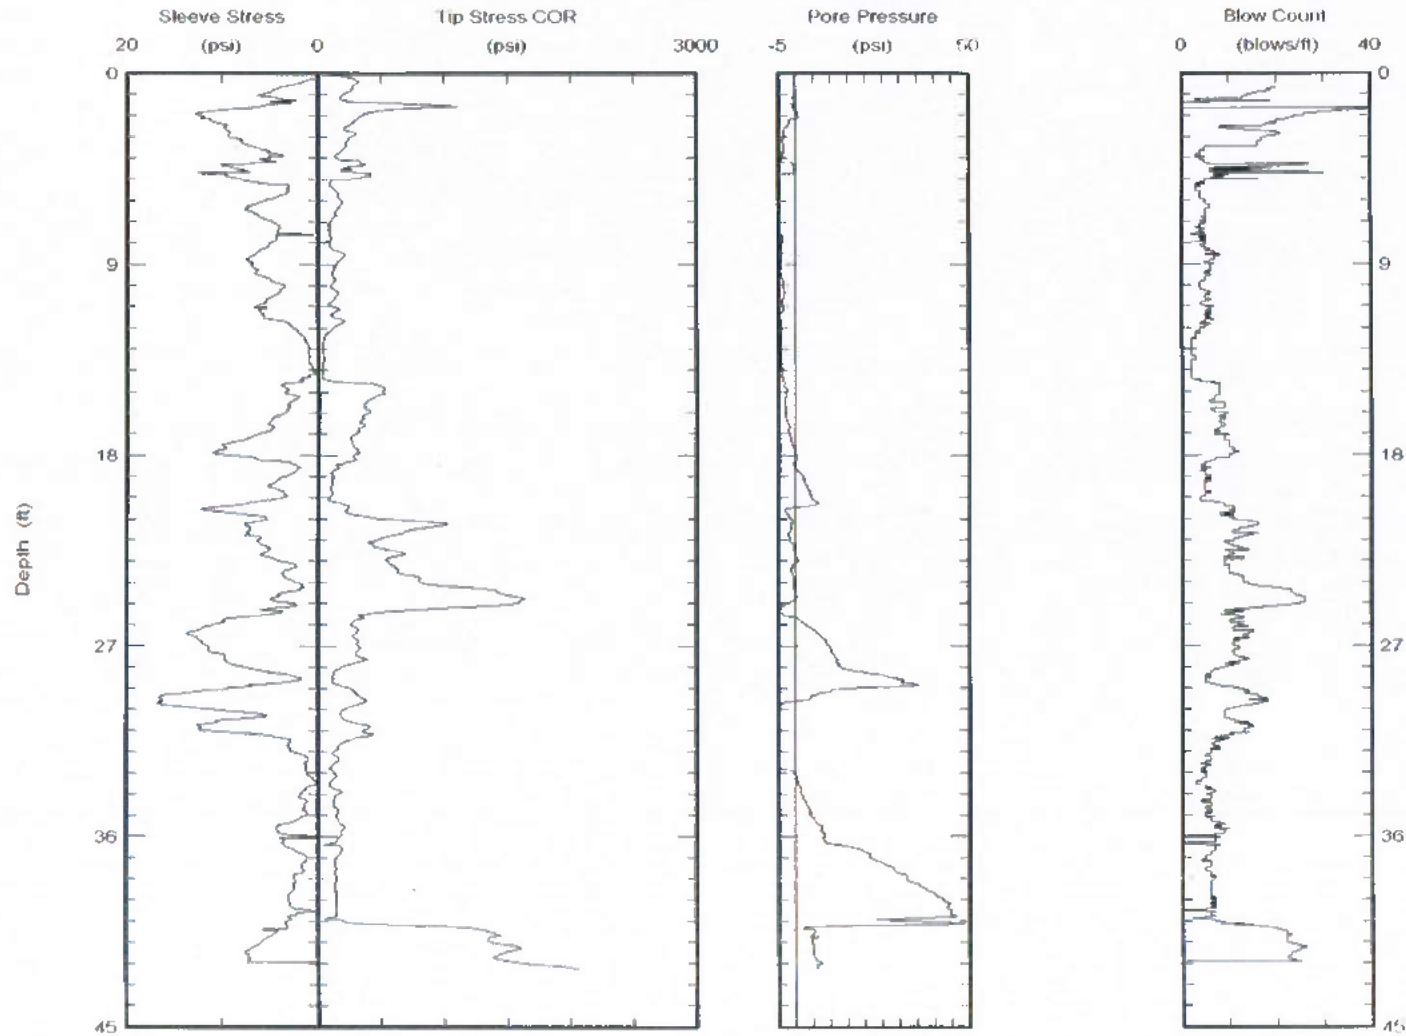 Sleeve Stress Tip Stress COR Pore Pressure Blow Count
20 (psi) 0 (psi) 3000 -5 (psi) 50 0 (blows/ft) 40
0 0
9 9
18 18
Depth (ft)
27 27
36 36
45 45